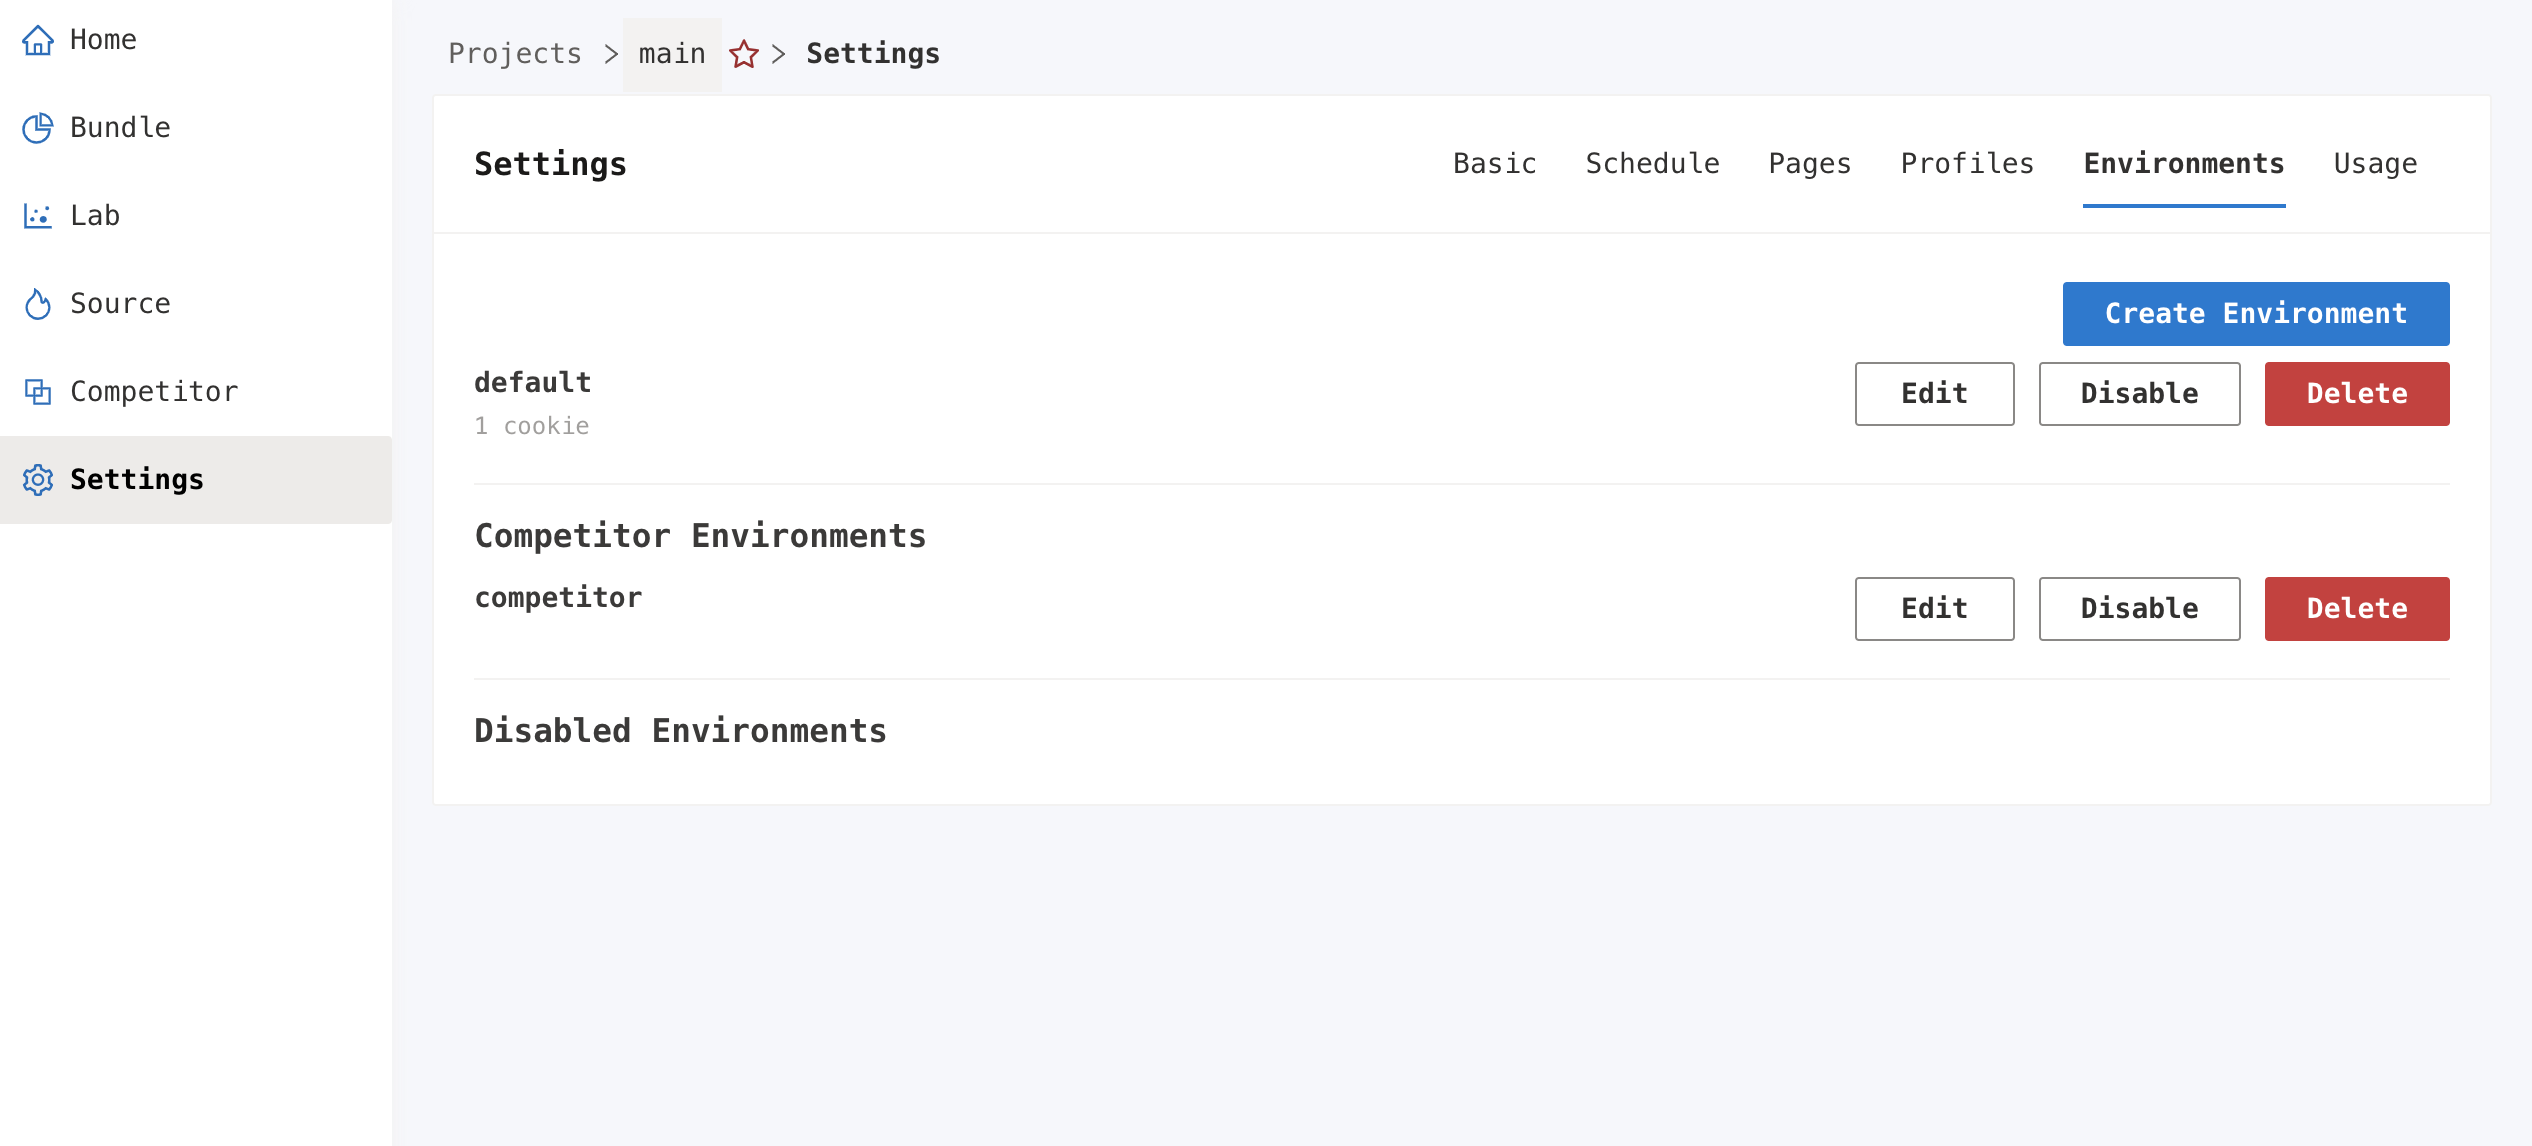 Home
Bundle
Lab
Source
Competitor
Settings
Projects > main > Settings
Settings
Basic Schedule Pages Profiles Environments Usage
Create Environment
default
1 cookie
Edit Disable Delete
Competitor Environments
competitor
Edit Disable Delete
Disabled Environments